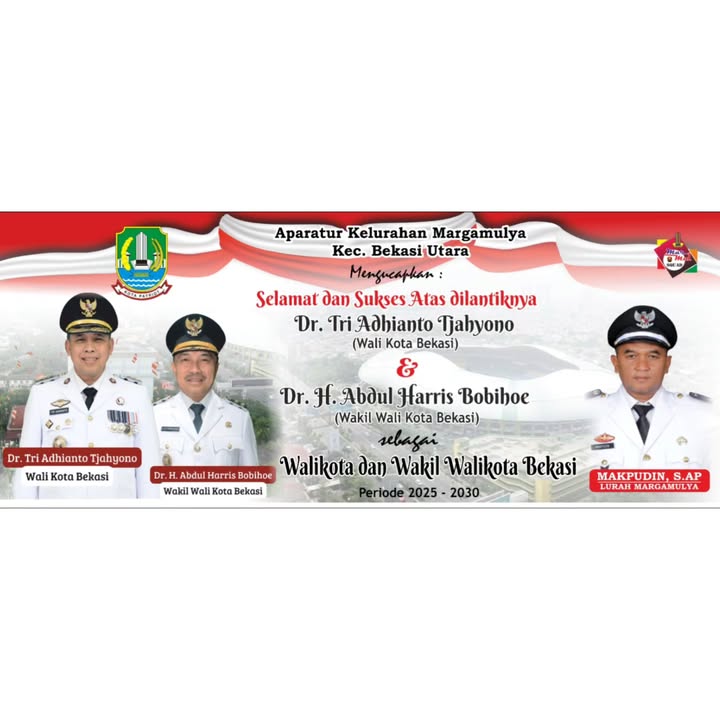 Aparatur Kelurahan Margamulya
Kec. Bekasi Utara
Mengucapkan :
Selamat dan Sukses Atas dilantiknya
Dr. Tri Adhianto Tjahyono
(Wali Kota Bekasi)
&
Dr. H. Abdul Harris Bobihoe
(Wakil Wali Kota Bekasi)
sebagai
Walikota dan Wakil Walikota Bekasi
Periode 2025 - 2030
KOTA PATRIOT
Dr. Tri Adhianto Tjahyono
Wali Kota Bekasi
Dr. H. Abdul Harris Bobihoe
Wakil Wali Kota Bekasi
MAKPUDIN, S.AP
LURAH MARGAMULYA